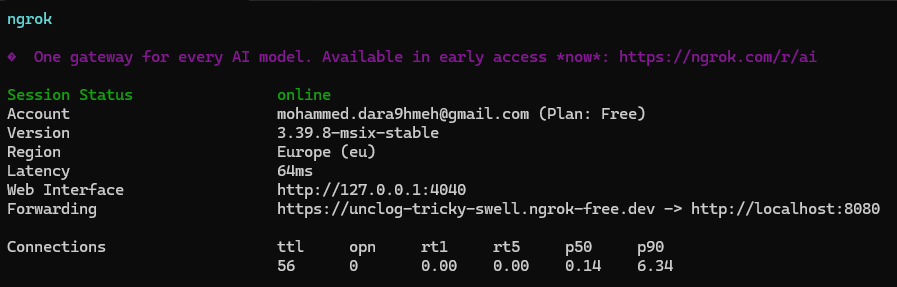 ngrok
� One gateway for every AI model. Available in early access *now*: https://ngrok.com/r/ai
Session Status online
Account mohammed.dara9hmeh@gmail.com (Plan: Free)
Version 3.39.8-msix-stable
Region Europe (eu)
Latency 64ms
Web Interface http://127.0.0.1:4040
Forwarding https://unclog-tricky-swell.ngrok-free.dev -> http://localhost:8080
Connections ttl opn rt1 rt5 p50 p90
56 0 0.00 0.00 0.14 6.34